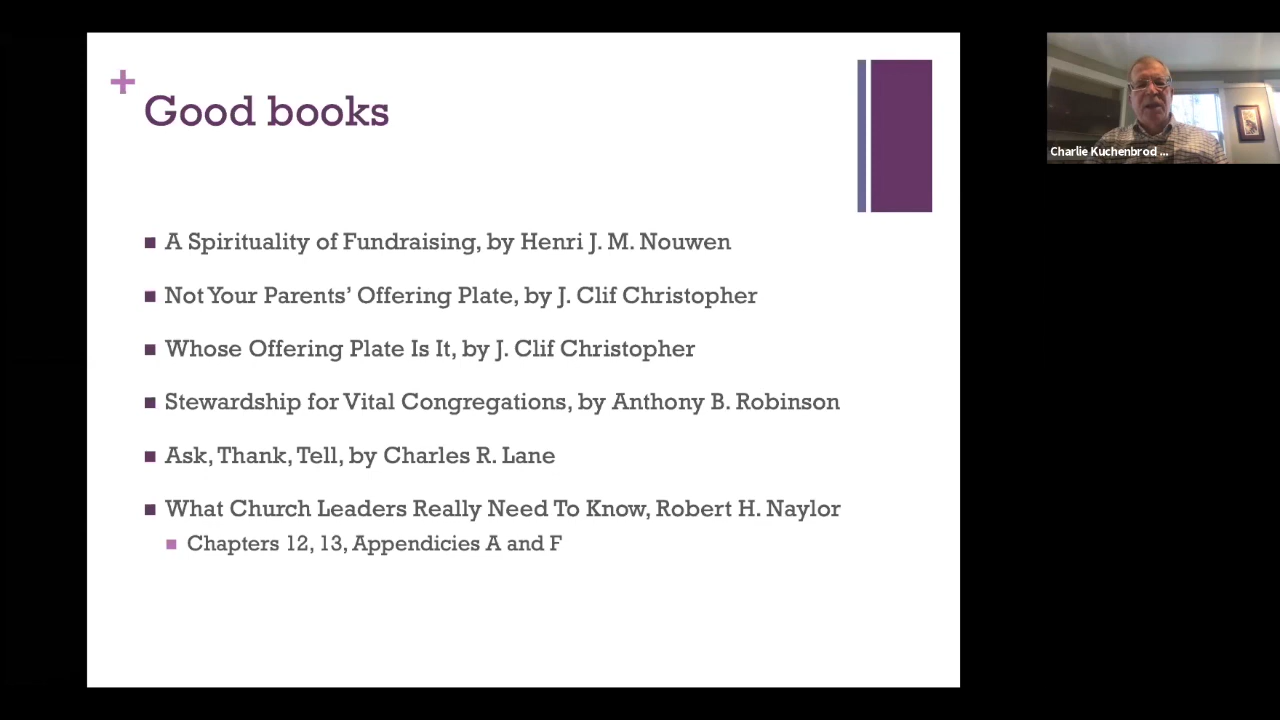 +
Good books
A Spirituality of Fundraising, by Henri J. M. Nouwen
Not Your Parents’ Offering Plate, by J. Clif Christopher
Whose Offering Plate Is It, by J. Clif Christopher
Stewardship for Vital Congregations, by Anthony B. Robinson
Ask, Thank, Tell, by Charles R. Lane
What Church Leaders Really Need To Know, Robert H. Naylor
Chapters 12, 13, Appendicies A and F
Charlie Kuchenbrod ...